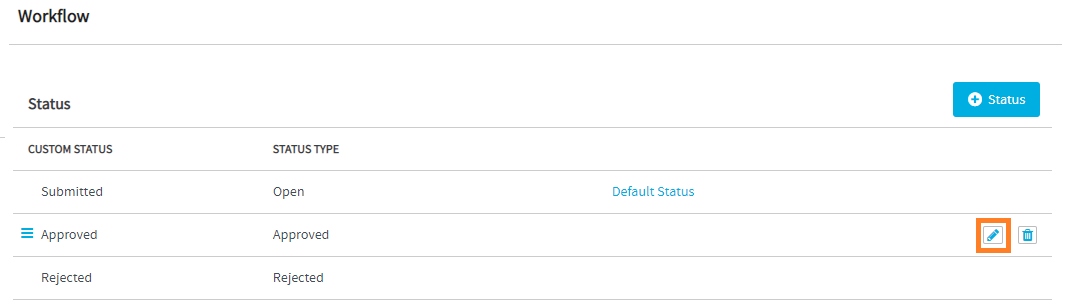 Workflow
Status
Status
CUSTOM STATUS STATUS TYPE
Submitted Open Default Status
Approved Approved
Rejected Rejected